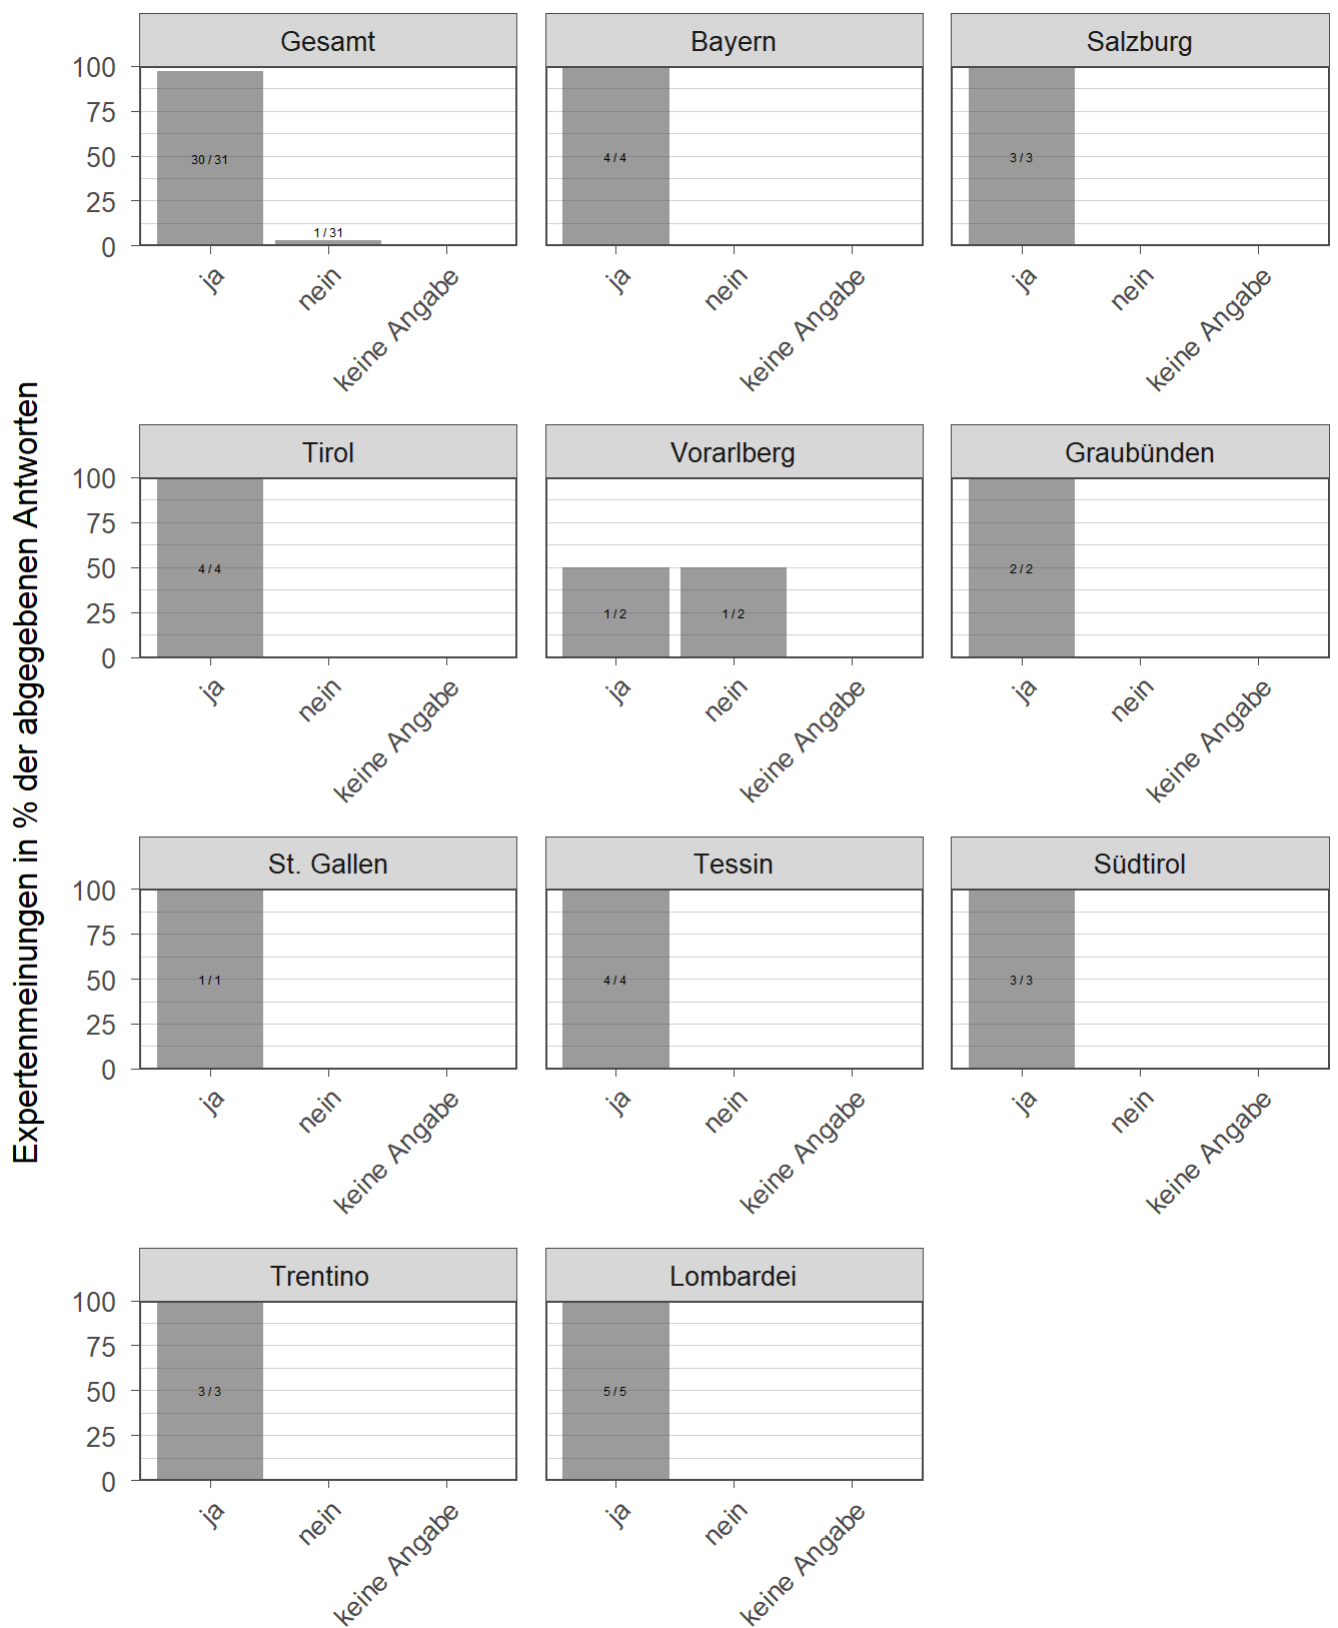 Expertenmeinungen in % der abgegebenen Antworten
Gesamt
100
75
50
25
0
30 / 31
1 / 31
ja
nein
keine Angabe
Bayern
4 / 4
ja
nein
keine Angabe
Salzburg
3 / 3
ja
nein
keine Angabe
Tirol
100
75
50
25
0
4 / 4
ja
nein
keine Angabe
Vorarlberg
1 / 2
1 / 2
ja
nein
keine Angabe
Graubünden
2 / 2
ja
nein
keine Angabe
St. Gallen
100
75
50
25
0
1 / 1
ja
nein
keine Angabe
Tessin
4 / 4
ja
nein
keine Angabe
Südtirol
3 / 3
ja
nein
keine Angabe
Trentino
100
75
50
25
0
3 / 3
ja
nein
keine Angabe
Lombardei
5 / 5
ja
nein
keine Angabe